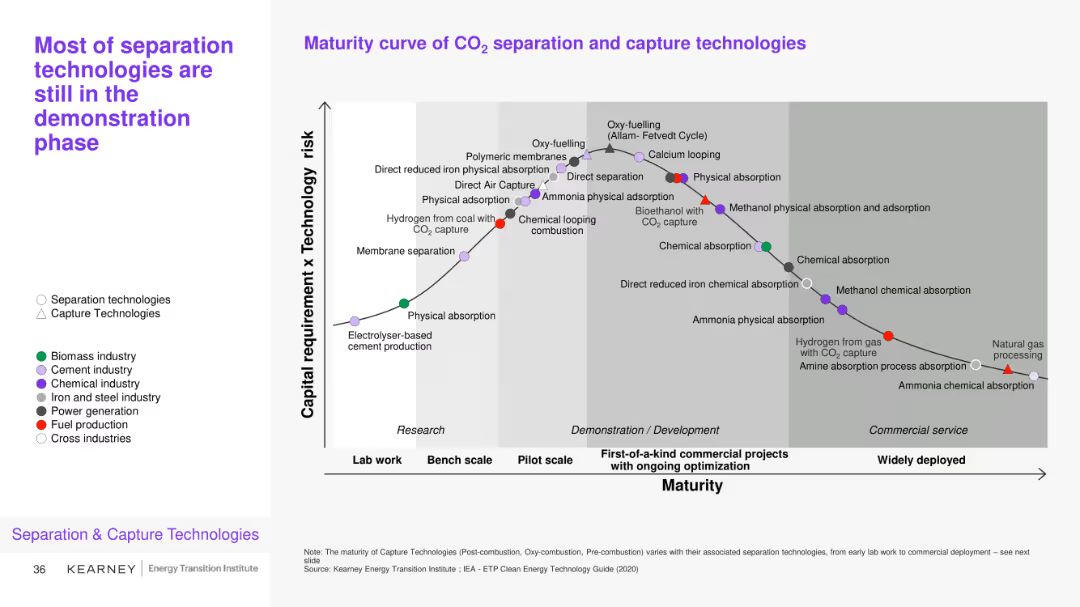 Most of separation
technologies are
still in the
demonstration
phase
Maturity curve of CO2 separation and capture technologies
Separation technologies
Capture Technologies
Biomass industry
Cement industry
Chemical industry
Iron and steel industry
Power generation
Fuel production
Cross industries
Capital requirement x Technology risk
Oxy-fuelling
(Allam- Fetvedt Cycle)
Oxy-fuelling
Polymeric membranes
Calcium looping
Direct reduced iron physical absorption
Direct separation
Physical absorption
Direct Air Capture
Physical adsorption
Ammonia physical adsorption
Methanol physical absorption and adsorption
Bioethanol with
CO2 capture
Hydrogen from coal with
CO2 capture
Chemical looping
combustion
Membrane separation
Chemical absorption
Chemical absorption
Direct reduced iron chemical absorption
Methanol chemical absorption
Physical absorption
Ammonia physical absorption
Electrolyser-based
cement production
Hydrogen from gas
with CO2 capture
Natural gas
processing
Amine absorption process absorption
Ammonia chemical absorption
Research
Demonstration / Development
Commercial service
Lab work
Bench scale
Pilot scale
First-of-a-kind commercial projects
with ongoing optimization
Widely deployed
Maturity
Separation & Capture Technologies
Note: The maturity of Capture Technologies (Post-combustion, Oxy-combustion, Pre-combustion) varies with their associated separation technologies, from early lab work to commercial deployment – see next
slide
Source: Kearney Energy Transition Institute ; IEA - ETP Clean Energy Technology Guide (2020)
36 KEARNEY Energy Transition Institute